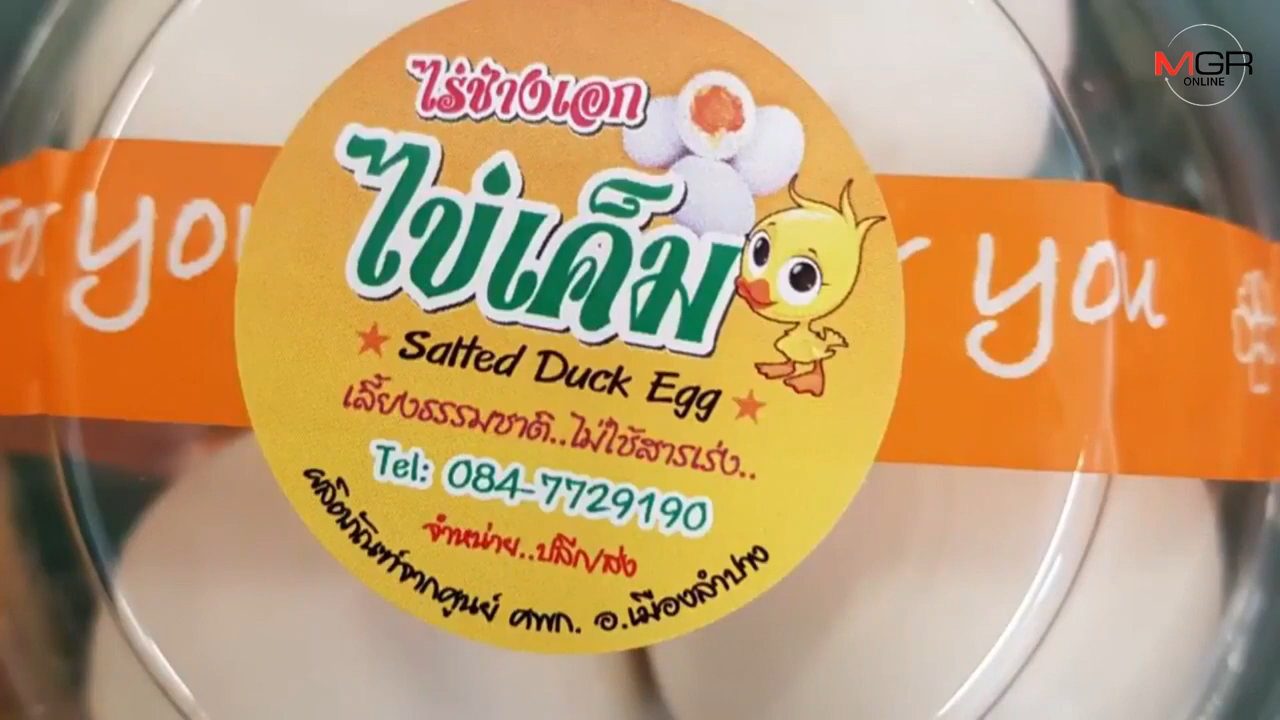 MGR
ONLINE
ไร่ช้างเอก
ไข่เค็ม
Salted Duck Egg
เลี้ยงธรรมชาติ..ไม่ใช้สารเร่ง..
Tel: 084-7729190
จำหน่าย..ปลีก/ส่ง
ผลิตภัณฑ์จากศูนย์ ศพก. อ.เมืองลำปาง
for you
you